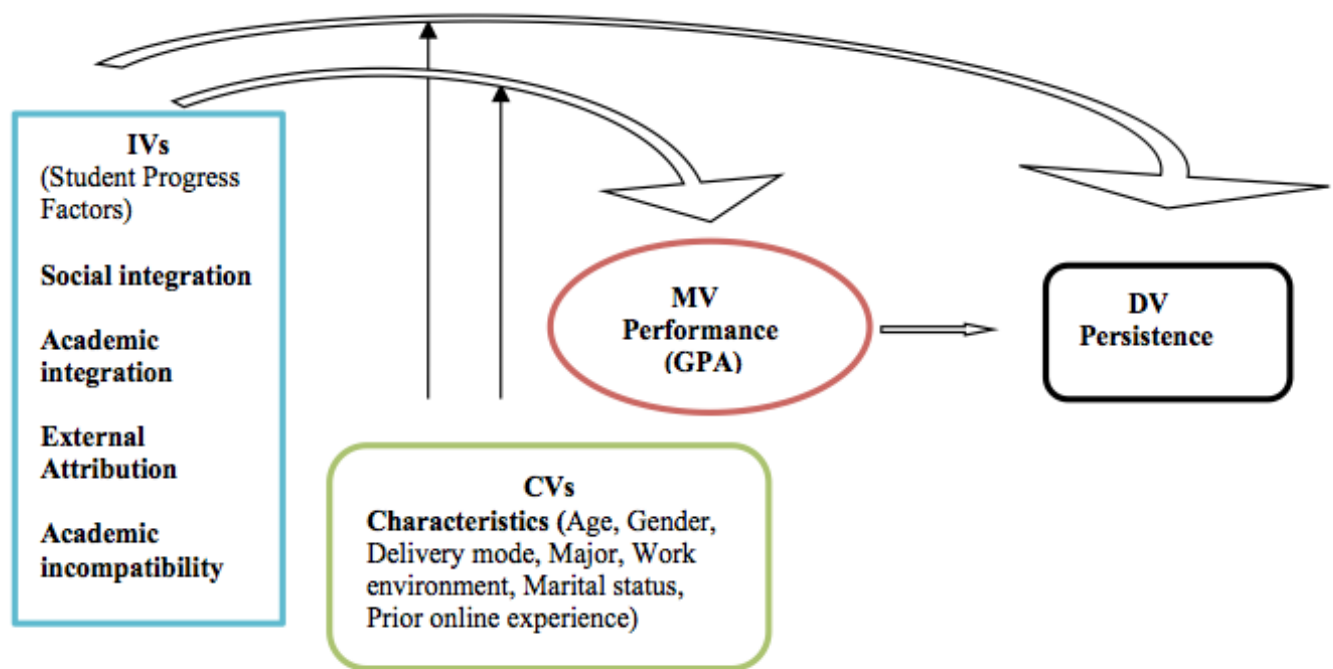 IVs
(Student Progress
Factors)
Social integration
Academic
integration
External
Attribution
Academic
incompatibility
MV
Performance
(GPA)
DV
Persistence
CVs
Characteristics (Age, Gender,
Delivery mode, Major, Work
environment, Marital status,
Prior online experience)